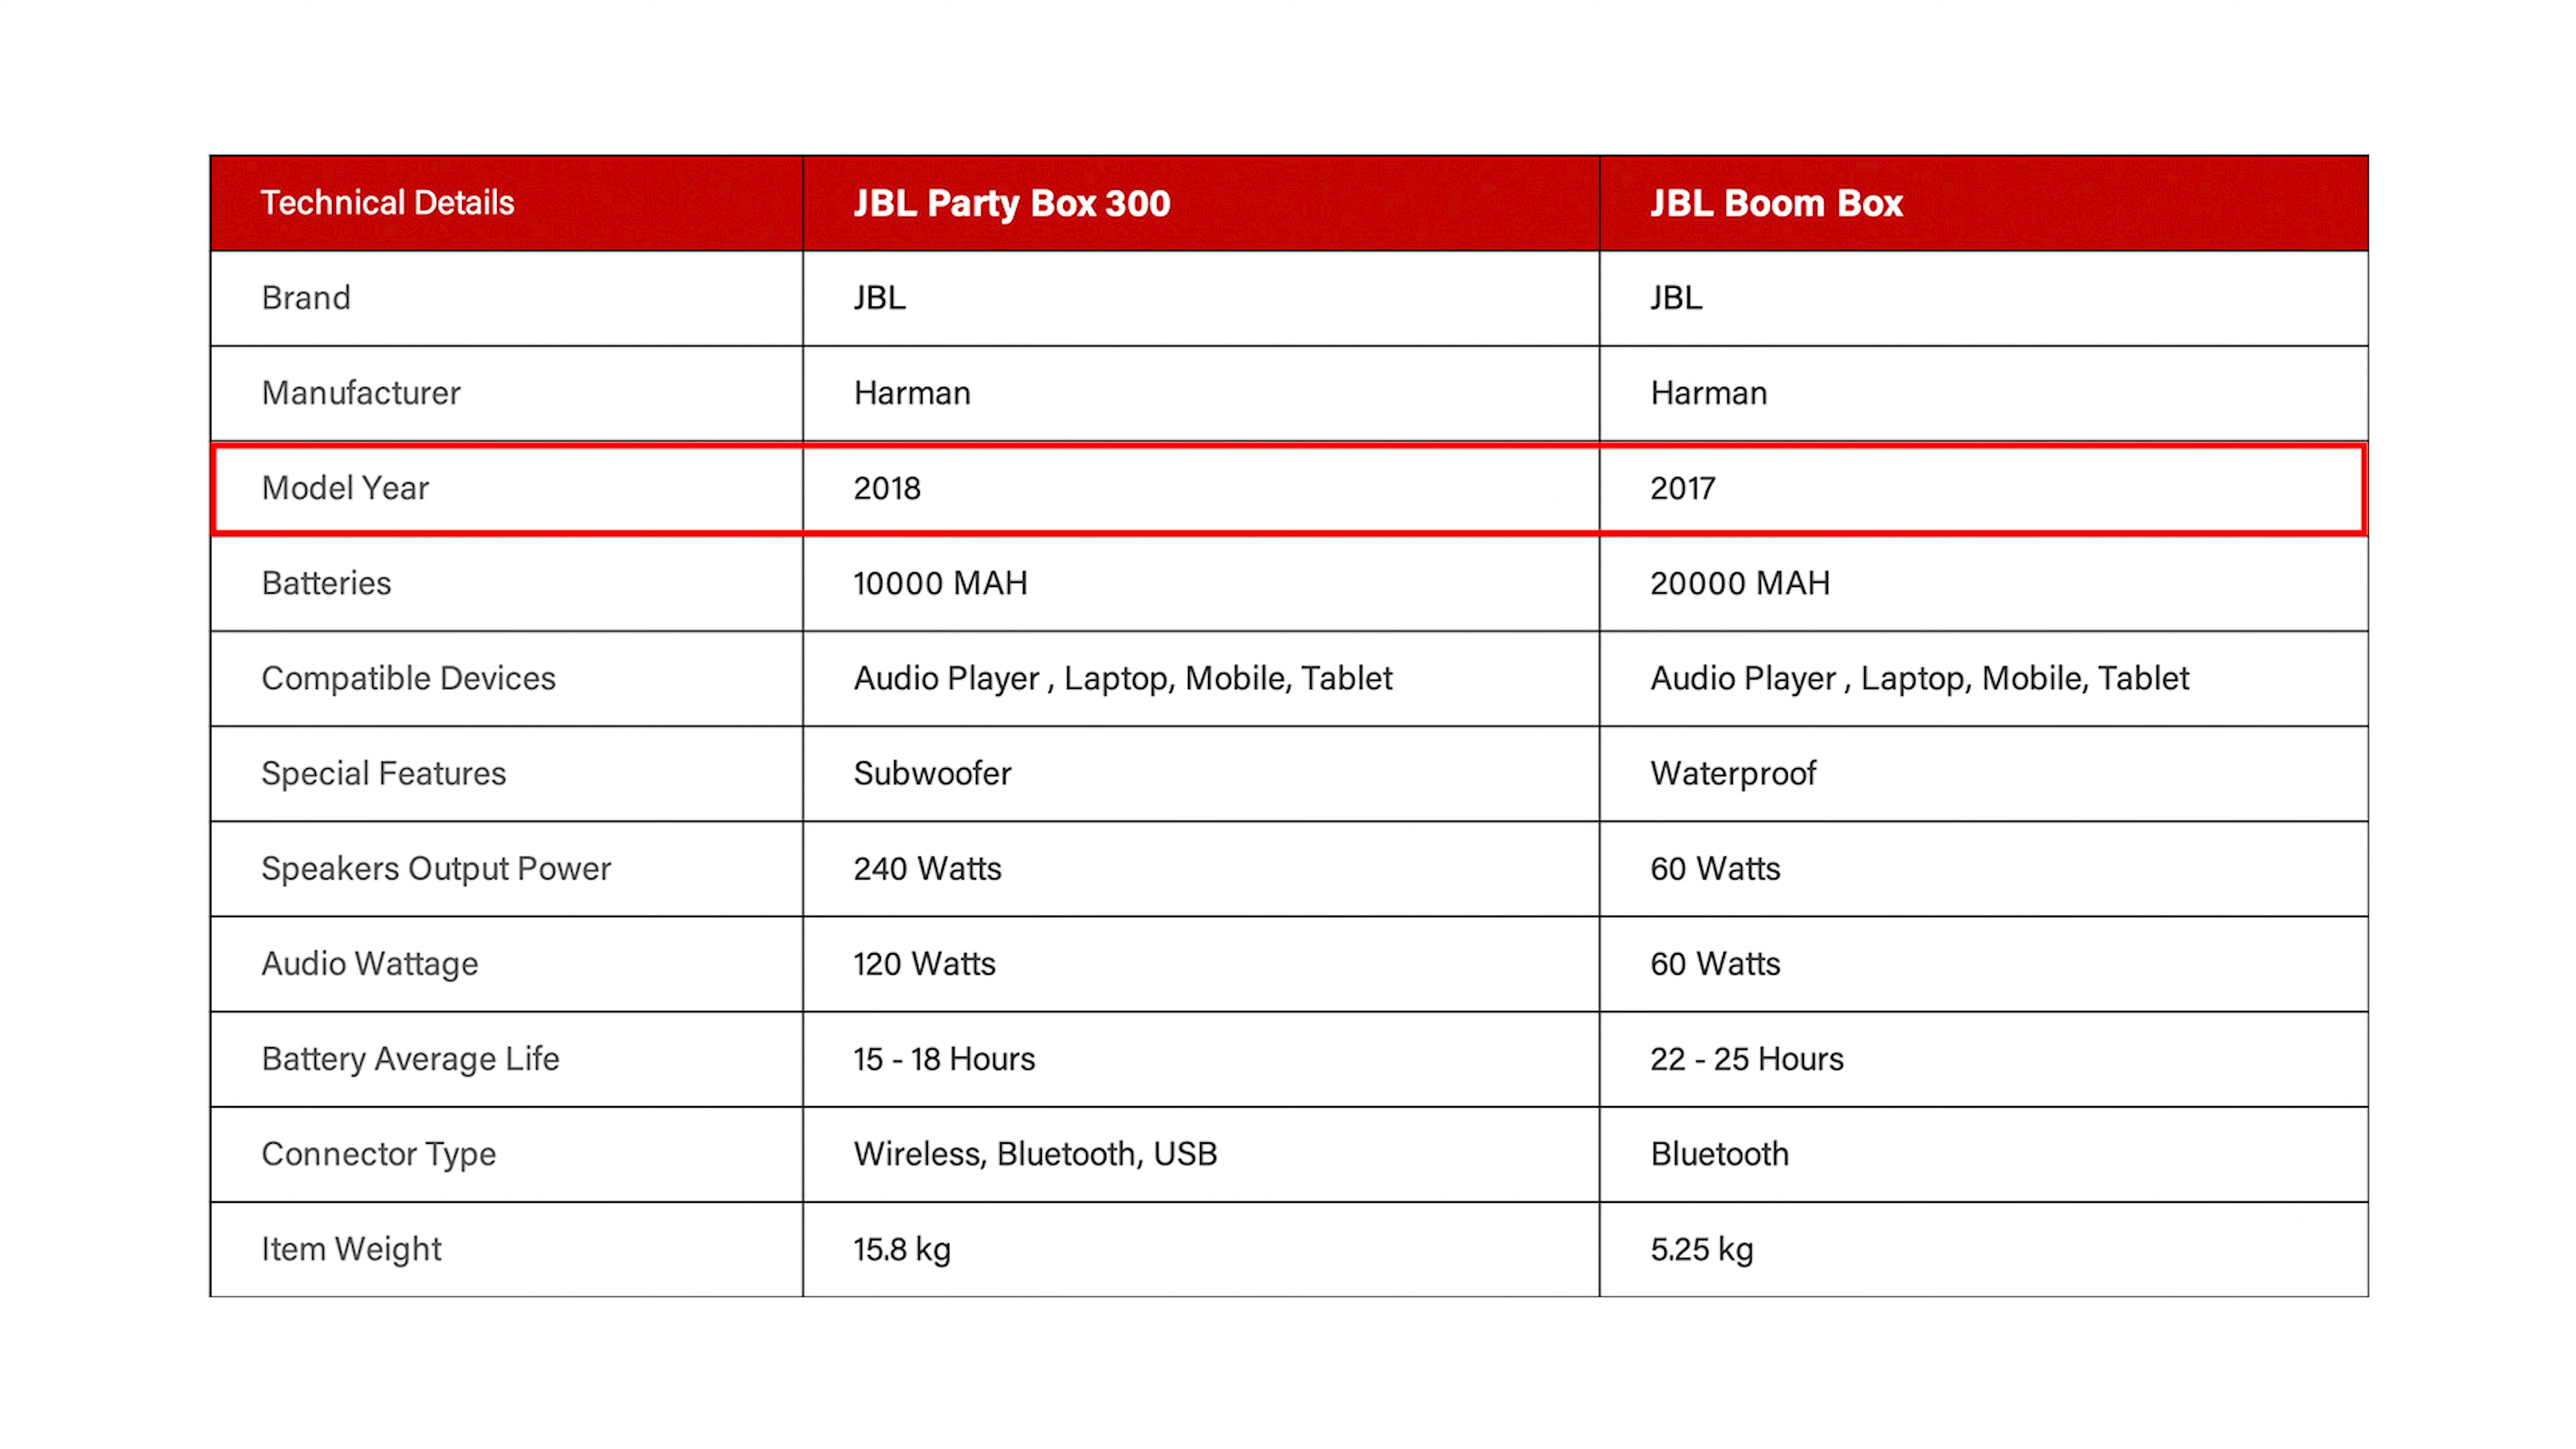 Technical Details JBL Party Box 300 JBL Boom Box
Brand JBL JBL
Manufacturer Harman Harman
Model Year 2018 2017
Batteries 10000 MAH 20000 MAH
Compatible Devices Audio Player , Laptop, Mobile, Tablet Audio Player , Laptop, Mobile, Tablet
Special Features Subwoofer Waterproof
Speakers Output Power 240 Watts 60 Watts
Audio Wattage 120 Watts 60 Watts
Battery Average Life 15 - 18 Hours 22 - 25 Hours
Connector Type Wireless, Bluetooth, USB Bluetooth
Item Weight 15.8 kg 5.25 kg